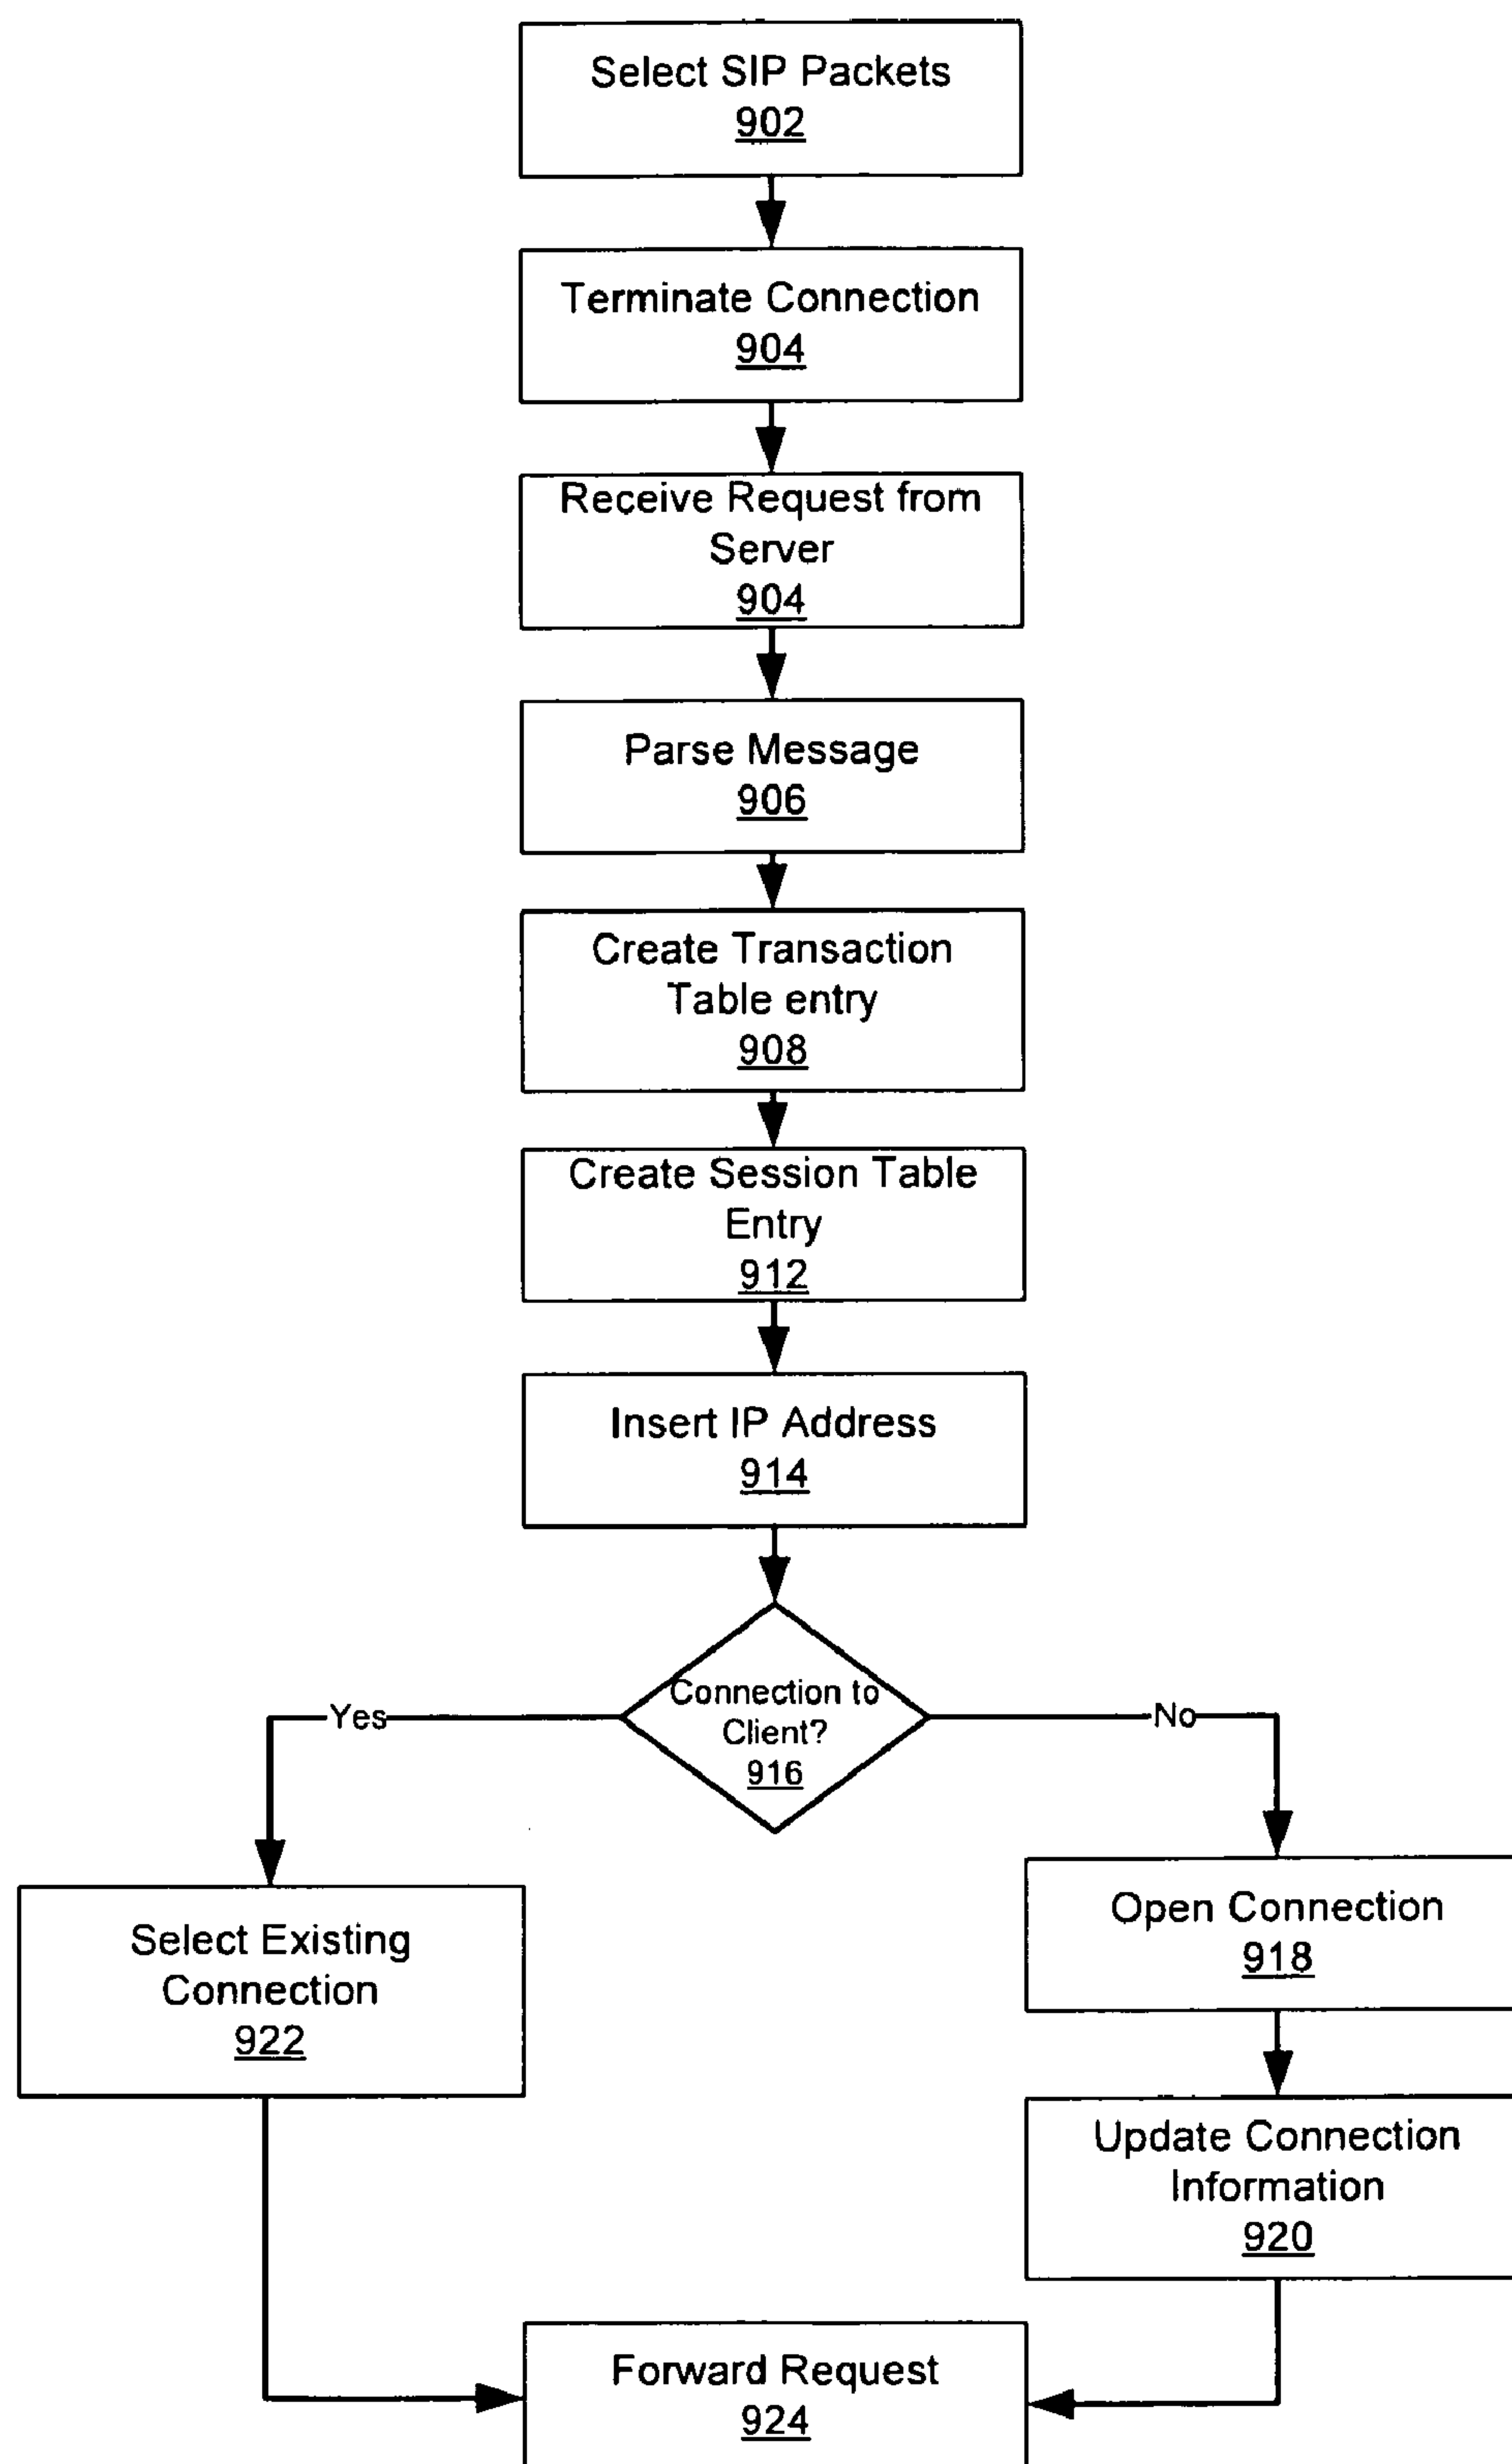 Select SIP Packets
902
Terminate Connection
904
Receive Request from
Server
904
Parse Message
906
Create Transaction
Table entry
908
Create Session Table
Entry
912
Insert IP Address
914
Connection to
Client?
916
Yes
No
Select Existing
Connection
922
Open Connection
918
Update Connection
Information
920
Forward Request
924